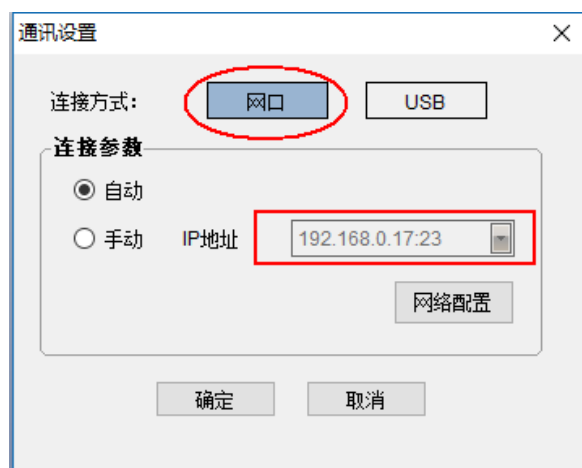 通讯设置
连接方式： 网口 USB
连接参数
自动
手动 IP地址 192.168.0.17:23
网络配置
确定 取消